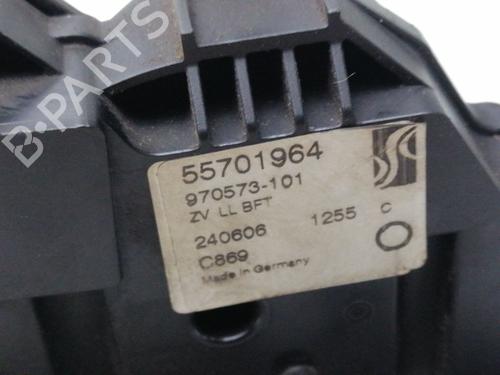 55701964
970573-101
ZV LL BFT
240606 1255 C
C869
Made in Germany
B-PARTS